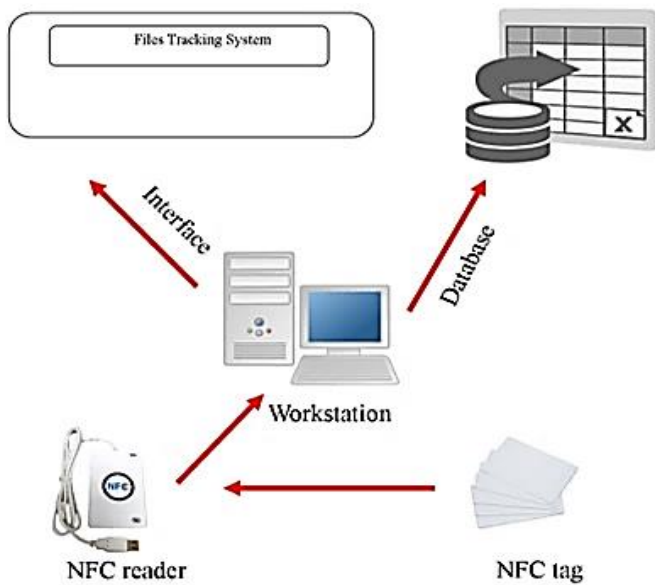 Files Tracking System
Interface
Database
Workstation
NFC
NFC reader
NFC tag
X